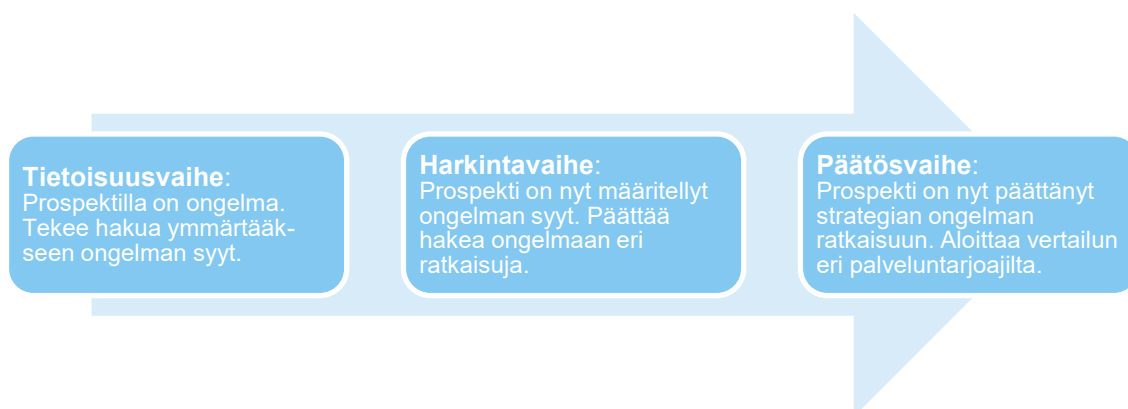 Tietoisuusvaihe:
Prospektilla on ongelma.
Tekee hakua ymmärtääk-
seen ongelman syyt.
Harkintavaihe:
Prospekti on nyt määritellyt
ongelman syyt. Päättää
hakea ongelmaan eri
ratkaisuja.
Päätösvaihe:
Prospekti on nyt päättänyt
strategian ongelman
ratkaisuun. Aloittaa vertailun
eri palveluntarjoajilta.